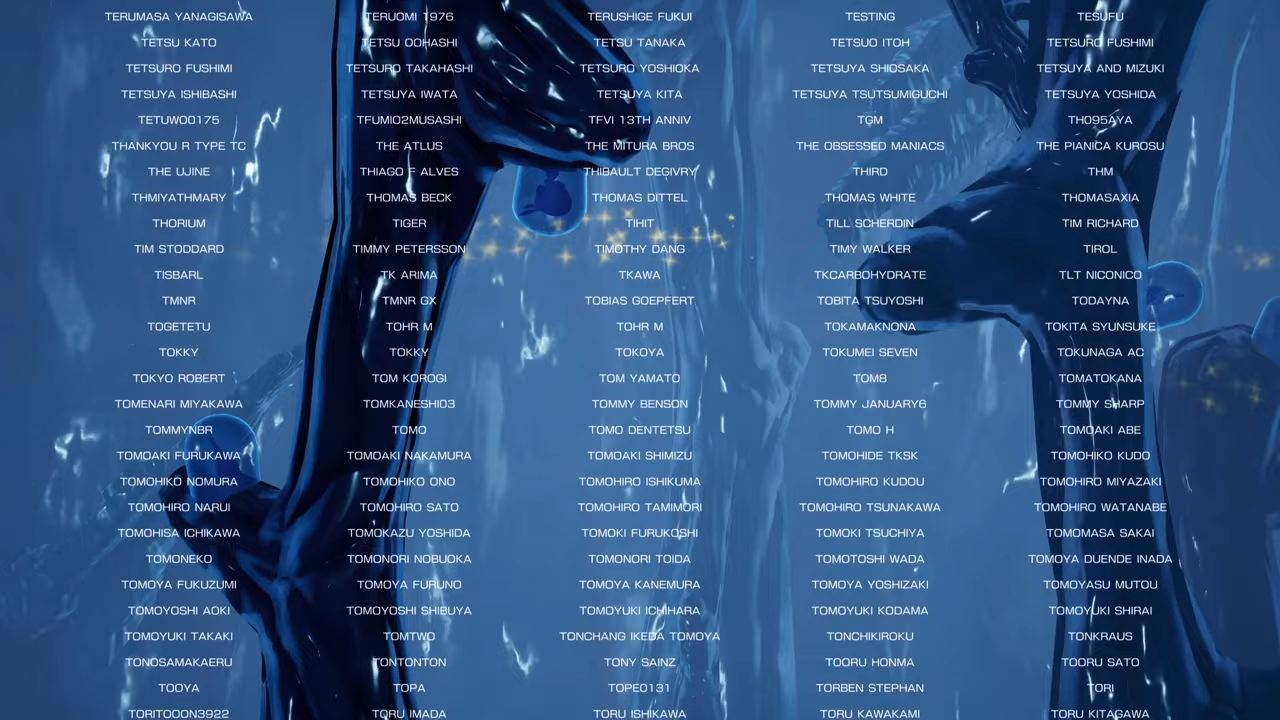 TERUMASA YANAGISAWA TERUOMI 1976 TERUSHIGE FUKUI TESTING TESUFU
TETSU KATO TETSU OOHASHI TETSU TANAKA TETSUO ITOH TETSURO FUSHIMI
TETSURO FUSHIMI TETSURO TAKAHASHI TETSURO YOSHIOKA TETSUYA SHIOSAKA TETSUYA AND MIZUKI
TETSUYA ISHIBASHI TETSUYA IWATA TETSUYA KITA TETSUYA TSUTSUMIGUCHI TETSUYA YOSHIDA
TETUWO0175 TFUMIO2MUSASHI TFVI 13TH ANNIV TGM TH095AYA
THANKYOU R TYPE TC THE ATLUS THE MITURA BROS THE OBSESSED MANIACS THE PIANICA KUROSU
THE UJINE THIAGO F ALVES THIBAULT DEGIVRY THIRD THM
THMIYATHMARY THOMAS BECK THOMAS DITTEL THOMAS WHITE THOMASAXIA
THORIUM TIGER TIHIT TILL SCHERDIN TIM RICHARD
TIM STODDARD TIMMY PETERSSON TIMOTHY DANG TIMY WALKER TIROL
TISBARL TK ARIMA TKAWA TKCARBOHYDRATE TLT NICONICO
TMNR TMNR GX TOBIAS GOEPFERT TOBITA TSUYOSHI TODAYNA
TOGETETU TOHR M TOHR M TOKAMAKNONA TOKITA SYUNSUKE
TOKKY TOKKY TOKOYA TOKUMEI SEVEN TOKUNAGA AC
TOKYO ROBERT TOM KOROGI TOM YAMATO TOM8 TOMATOKANA
TOMENARI MIYAKAWA TOMKANESHI03 TOMMY BENSON TOMMY JANUARY6 TOMMY SHARP
TOMMYNBR TOMO TOMO DENTETSU TOMO H TOMOAKI ABE
TOMOAKI FURUKAWA TOMOAKI NAKAMURA TOMOAKI SHIMIZU TOMOHIDE TKSK TOMOHIKO KUDO
TOMOHIKO NOMURA TOMOHIKO ONO TOMOHIRO ISHIKUMA TOMOHIRO KUDOU TOMOHIRO MIYAZAKI
TOMOHIRO NARUI TOMOHIRO SATO TOMOHIRO TAMIMORI TOMOHIRO TSUNAKAWA TOMOHIRO WATANABE
TOMOHISA ICHIKAWA TOMOKAZU YOSHIDA TOMOKI FURUKOSHI TOMOKI TSUCHIYA TOMOMASA SAKAI
TOMONEKO TOMONORI NOBUOKA TOMONORI TOIDA TOMOTOSHI WADA TOMOYA DUENDE INADA
TOMOYA FUKUZUMI TOMOYA FURUNO TOMOYA KANEMURA TOMOYA YOSHIZAKI TOMOYASU MUTOU
TOMOYOSHI AOKI TOMOYOSHI SHIBUYA TOMOYUKI ICHIHARA TOMOYUKI KODAMA TOMOYUKI SHIRAI
TOMOYUKI TAKAKI TOMTWO TONCHANG IKEDA TOMOYA TONCHIKIROKU TONKRAUS
TONOSAMAKAERU TONTONTON TONY SAINZ TOORU HONMA TOORU SATO
TOOYA TOPA TOPE0131 TORBEN STEPHAN TORI
TORITOOON3922 TORU IMADA TORU ISHIKAWA TORU KAWAKAMI TORU KITAGAWA